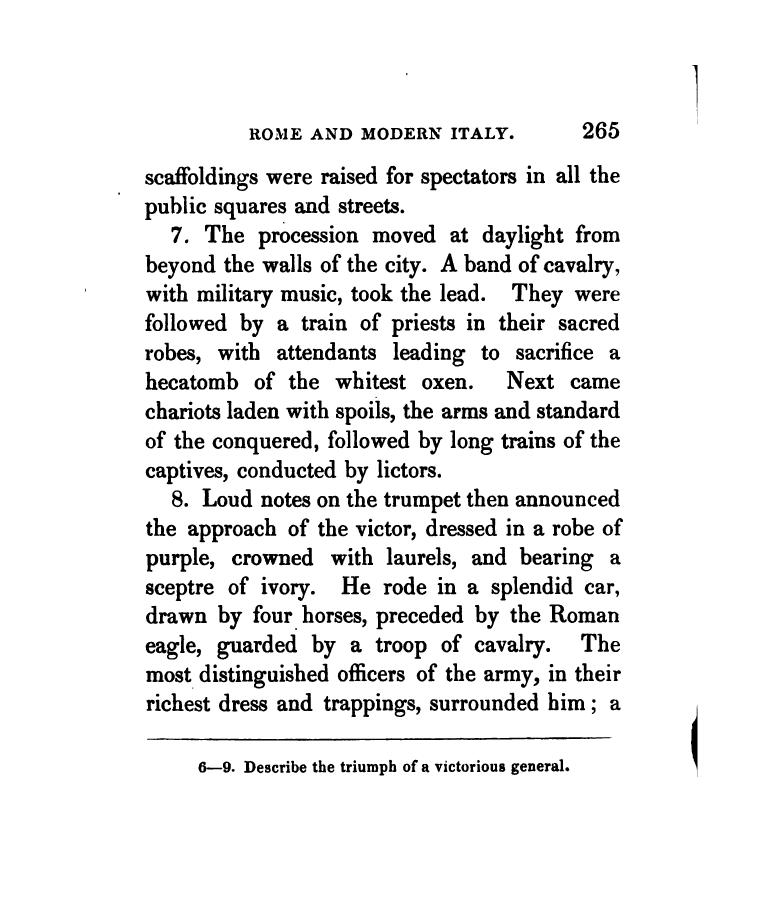 ROME AND MODERN ITALY. 265
scaffoldings were raised for spectators in all the
public squares and streets.
7. The procession moved at daylight from
beyond the walls of the city. A band of cavalry,
with military music, took the lead. They were
followed by a train of priests in their sacred
robes, with attendants leading to sacrifice a
hecatomb of the whitest oxen. Next came
chariots laden with spoils, the arms and standard
of the conquered, followed by long trains of the
captives, conducted by lictors.
8. Loud notes on the trumpet then announced
the approach of the victor, dressed in a robe of
purple, crowned with laurels, and bearing a
sceptre of ivory. He rode in a splendid car,
drawn by four horses, preceded by the Roman
eagle, guarded by a troop of cavalry. The
most distinguished officers of the army, in their
richest dress and trappings, surrounded him; a
6—9. Describe the triumph of a victorious general.